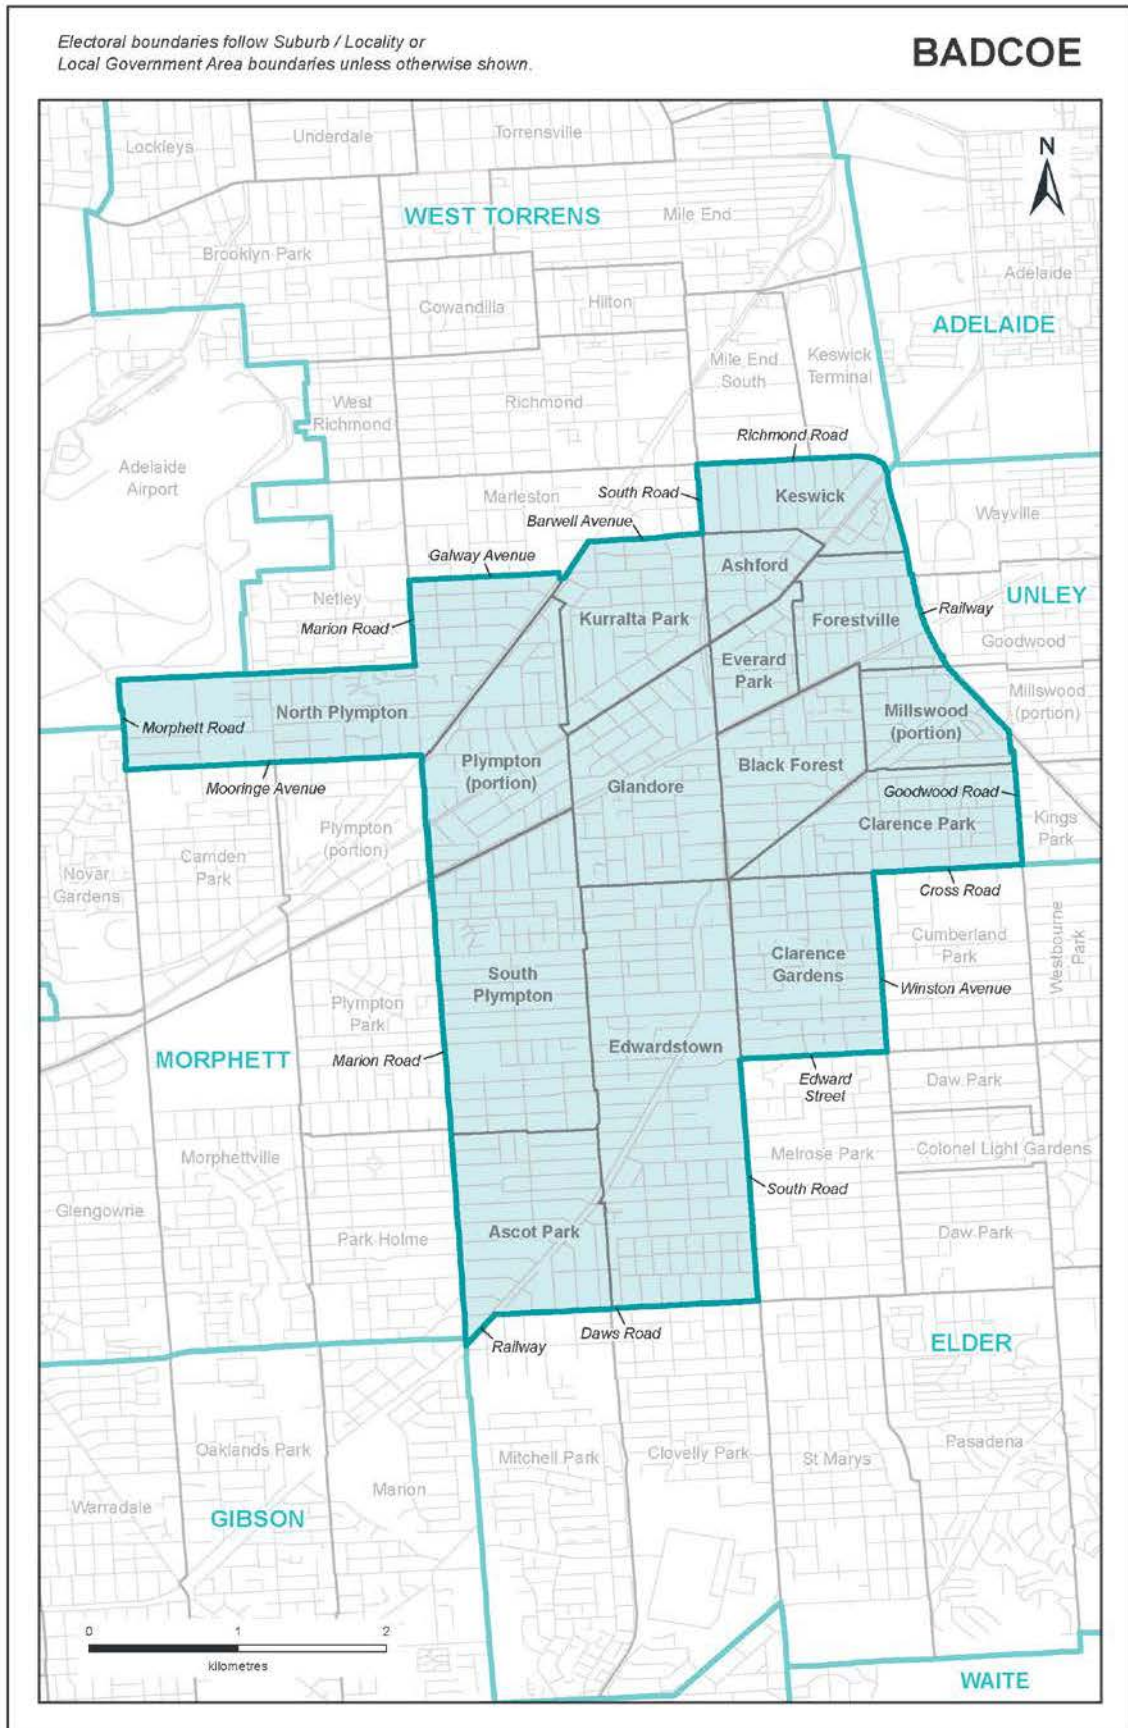 Electoral boundaries follow Suburb / Locality or
Local Government Area boundaries unless otherwise shown.
BADCOE
N
Lockleys
Underdale
Torrensville
WEST TORRENS
Mile End
Brooklyn Park
Adelaide
Cowandilla
Hilton
ADELAIDE
Mile End
South
Keswick
Terminal
West
Richmond
Richmond
Richmond Road
Adelaide
Airport
Marleston
South Road
Keswick
Wayville
Barwell Avenue
Galway Avenue
Ashford
Netley
Marion Road
Kurralta Park
Forestville
Railway
UNLEY
Goodwood
Everard
Park
Millswood
(portion)
Morphett Road
North Plympton
Millswood
(portion)
Mooringe Avenue
Plympton
(portion)
Glandore
Black Forest
Goodwood Road
Clarence Park
Kings
Park
Plympton
(portion)
Camden
Park
Novar
Gardens
Cross Road
Cumberland
Park
Westbourne
Park
Clarence
Gardens
Winston Avenue
South
Plympton
Plympton
Park
MORPHETT
Marion Road
Edwardstown
Edward
Street
Daw Park
Morphettville
Melrose Park
Colonel Light Gardens
South Road
Glengowrie
Park Holme
Ascot Park
Daw Park
Railway
Daws Road
ELDER
Oaklands Park
Mitchell Park
Clovelly Park
St Marys
Pasadena
Warradale
Marion
GIBSON
0 1 2
kilometres
WAITE